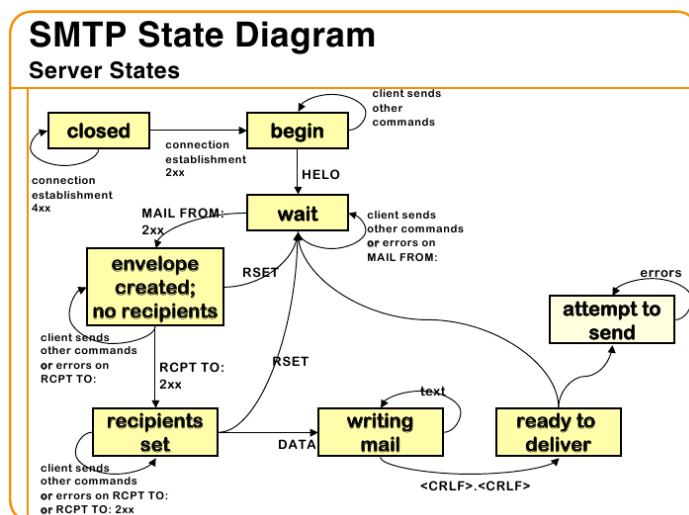 SMTP State Diagram
Server States
closed
begin
client sends
other
commands
connection
establishment
2xx
connection
establishment
4xx
HELO
wait
MAIL FROM:
2xx
client sends
other commands
or errors on
MAIL FROM:
envelope
created;
no recipients
RSET
errors
attempt to
send
client sends
other commands
or errors on
RCPT TO:
RCPT TO:
2xx
RSET
text
recipients
set
DATA
writing
mail
ready to
deliver
client sends
other commands
or errors on RCPT TO:
or RCPT TO: 2xx
<CRLF>.<CRLF>